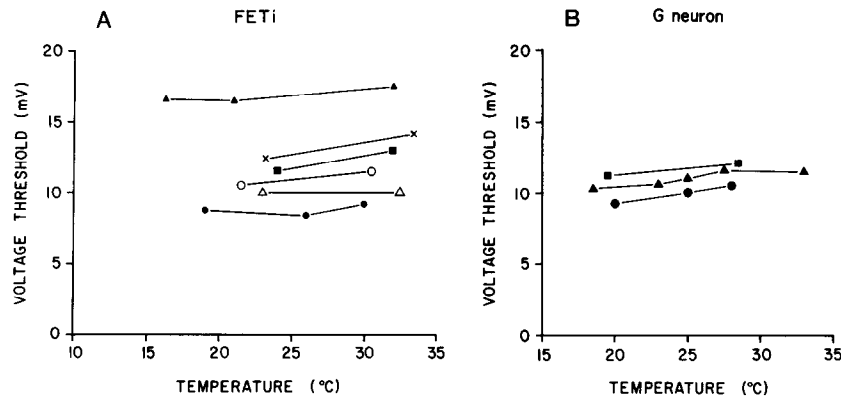 A FETi
20
15
10
5
0
VOLTAGE THRESHOLD (mV)
10 15 20 25 30 35
TEMPERATURE (°C)
B G neuron
20
15
10
5
0
VOLTAGE THRESHOLD (mV)
15 20 25 30 35
TEMPERATURE (°C)